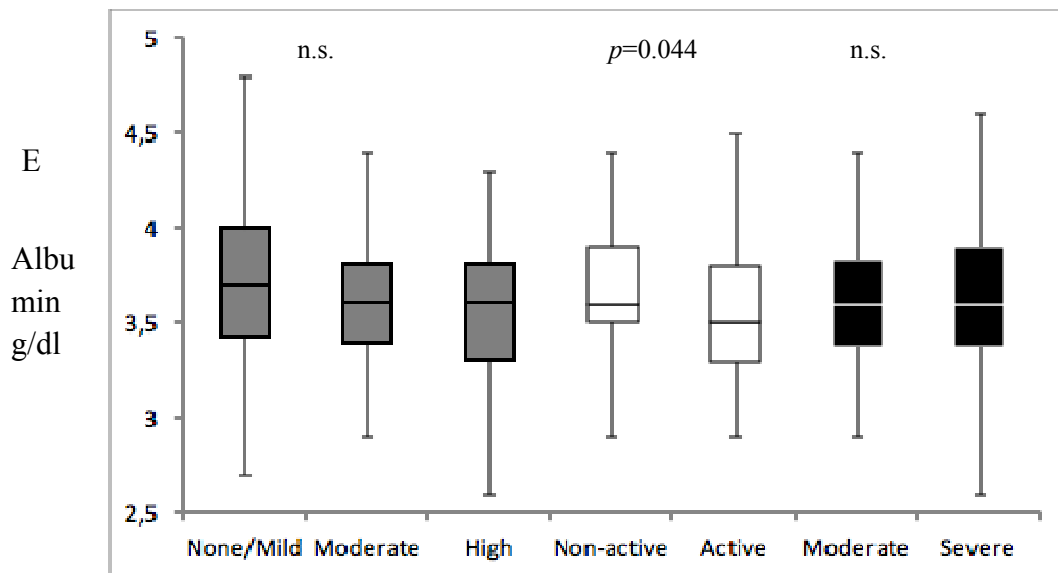 5
n.s. p=0.044 n.s.
4,5
E
4
Albu
min
g/dl
3,5
3
2,5
None/Mild Moderate High Non-active Active Moderate Severe